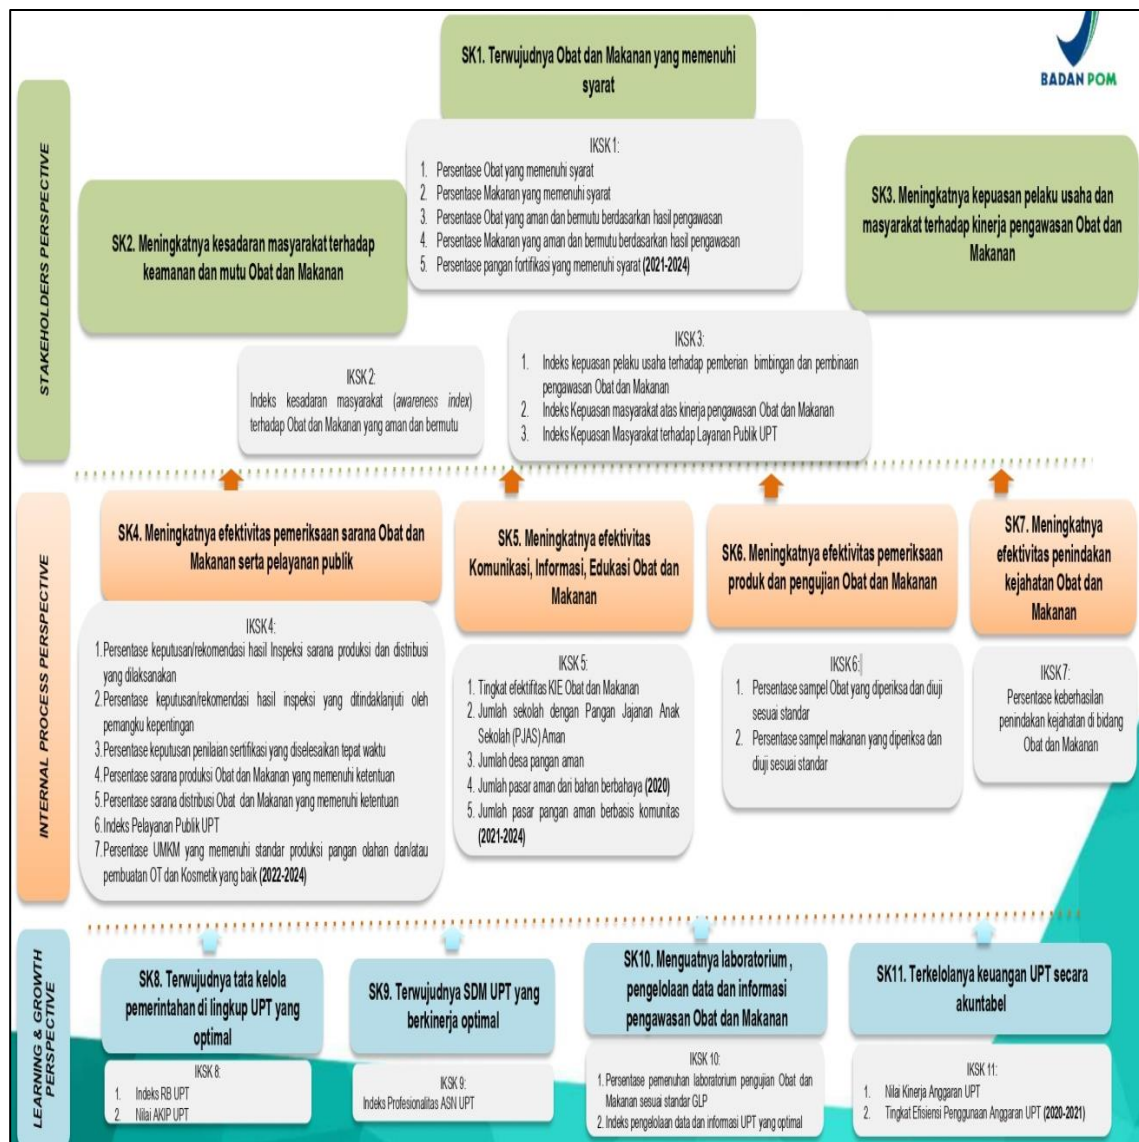 SK1. Terwujudnya Obat dan Makanan yang memenuhi
syarat
BADAN POM
STAKEHOLDERS PERSPECTIVE
IKSK 1:
1. Persentase Obat yang memenuhi syarat
2. Persentase Makanan yang memenuhi syarat
3. Persentase Obat yang aman dan bermutu berdasarkan hasil pengawasan
4. Persentase Makanan yang aman dan bermutu berdasarkan hasil pengawasan
5. Persentase pangan fortifikasi yang memenuhi syarat (2021-2024)
SK2. Meningkatnya kesadaran masyarakat terhadap
keamanan dan mutu Obat dan Makanan
SK3. Meningkatnya kepuasan pelaku usaha dan
masyarakat terhadap kinerja pengawasan Obat dan
Makanan
IKSK 2:
Indeks kesadaran masyarakat (awareness index)
terhadap Obat dan Makanan yang aman dan bermutu
IKSK 3:
1. Indeks kepuasan pelaku usaha terhadap pemberian bimbingan dan pembinaan
pengawasan Obat dan Makanan
2. Indeks Kepuasan masyarakat atas kinerja pengawasan Obat dan Makanan
3. Indeks Kepuasan Masyarakat terhadap Layanan Publik UPT
INTERNAL PROCESS PERSPECTIVE
SK4. Meningkatnya efektivitas pemeriksaan sarana Obat dan
Makanan serta pelayanan publik
IKSK 4:
1. Persentase keputusan/rekomendasi hasil Inspeksi sarana produksi dan distribusi
yang dilaksanakan
2. Persentase keputusan/rekomendasi hasil inspeksi yang ditindaklanjuti oleh
pemangku kepentingan
3. Persentase keputusan penilaian sertifikasi yang diselesaikan tepat waktu
4. Persentase sarana produksi Obat dan Makanan yang memenuhi ketentuan
5. Persentase sarana distribusi Obat dan Makanan yang memenuhi ketentuan
6. Indeks Pelayanan Publik UPT
7. Persentase UMKM yang memenuhi standar produksi pangan olahan dan/atau
pembuatan OT dan Kosmetik yang baik (2022-2024)
SK5. Meningkatnya efektivitas
Komunikasi, Informasi, Edukasi Obat dan
Makanan
IKSK 5:
1. Tingkat efektifitas KIE Obat dan Makanan
2. Jumlah sekolah dengan Pangan Jajanan Anak
Sekolah (PJAS) Aman
3. Jumlah desa pangan aman
4. Jumlah pasar aman dari bahan berbahaya (2020)
5. Jumlah pasar pangan aman berbasis komunitas
(2021-2024)
SK6. Meningkatnya efektivitas pemeriksaan
produk dan pengujian Obat dan Makanan
IKSK 6:
1. Persentase sampel Obat yang diperiksa dan diuji
sesuai standar
2. Persentase sampel makanan yang diperiksa dan
diuji sesuai standar
SK7. Meningkatnya
efektivitas penindakan
kejahatan Obat dan
Makanan
IKSK 7:
Persentase keberhasilan
penindakan kejahatan di bidang
Obat dan Makanan
LEARNING & GROWTH
PERSPECTIVE
SK8. Terwujudnya tata kelola
pemerintahan di lingkup UPT yang
optimal
IKSK 8:
1. Indeks RB UPT
2. Nilai AKIP UPT
SK9. Terwujudnya SDM UPT yang
berkinerja optimal
IKSK 9:
Indeks Profesionalitas ASN UPT
SK10. Menguatnya laboratorium ,
pengelolaan data dan informasi
pengawasan Obat dan Makanan
IKSK 10:
1. Persentase pemenuhan laboratorium pengujian Obat dan
Makanan sesuai standar GLP
2. Indeks pengelolaan data dan informasi UPT yang optimal
SK11. Terkelolanya keuangan UPT secara
akuntabel
IKSK 11:
1. Nilai Kinerja Anggaran UPT
2. Tingkat Efisiensi Penggunaan Anggaran UPT (2020-2021)